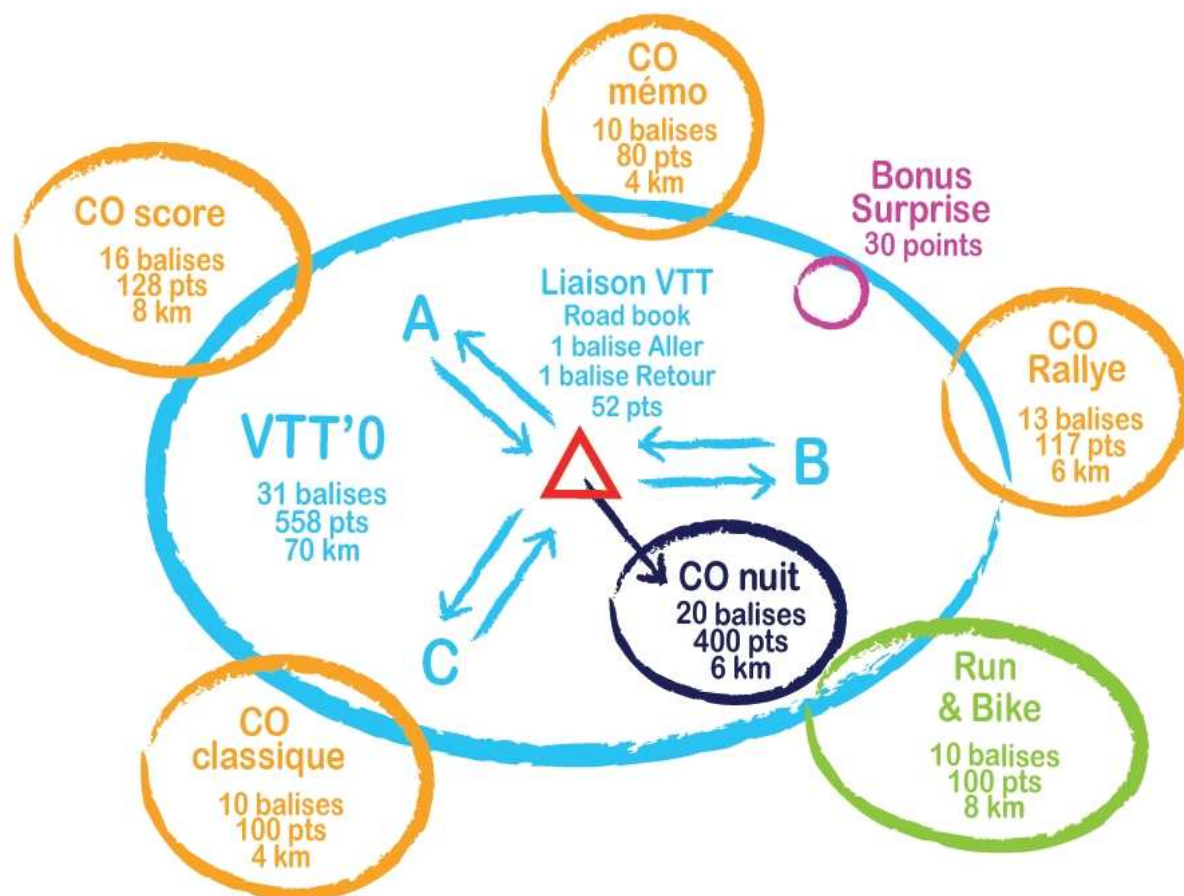 CO
mémo
10 balises
80 pts
4 km
Bonus
Surprise
30 points
CO score
16 balises
128 pts
8 km
Liaison VTT
Road book
1 balise Aller
1 balise Retour
52 pts
A
CO
Rallye
13 balises
117 pts
6 km
VTT'0
31 balises
558 pts
70 km
B
CO nuit
20 balises
400 pts
6 km
C
Run
& Bike
10 balises
100 pts
8 km
CO
classique
10 balises
100 pts
4 km